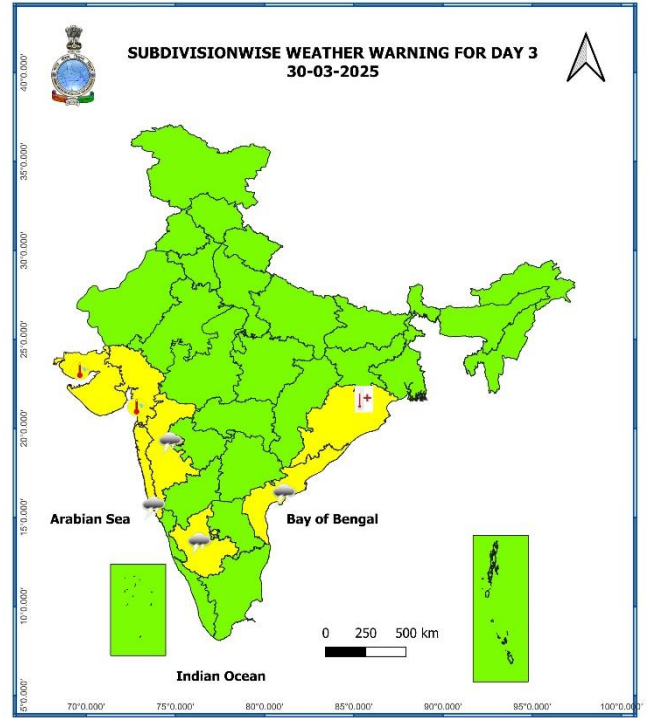 SUBDIVISIONWISE WEATHER WARNING FOR DAY 3
30-03-2025
40°0.000'
35°0.000'
30°0.000'
25°0.000'
20°0.000'
15°0.000'
10°0.000'
5°0.000'
Arabian Sea
Bay of Bengal
0 250 500 km
Indian Ocean
70°0.000' 75°0.000' 80°0.000' 85°0.000' 90°0.000' 95°0.000' 100°0.000'